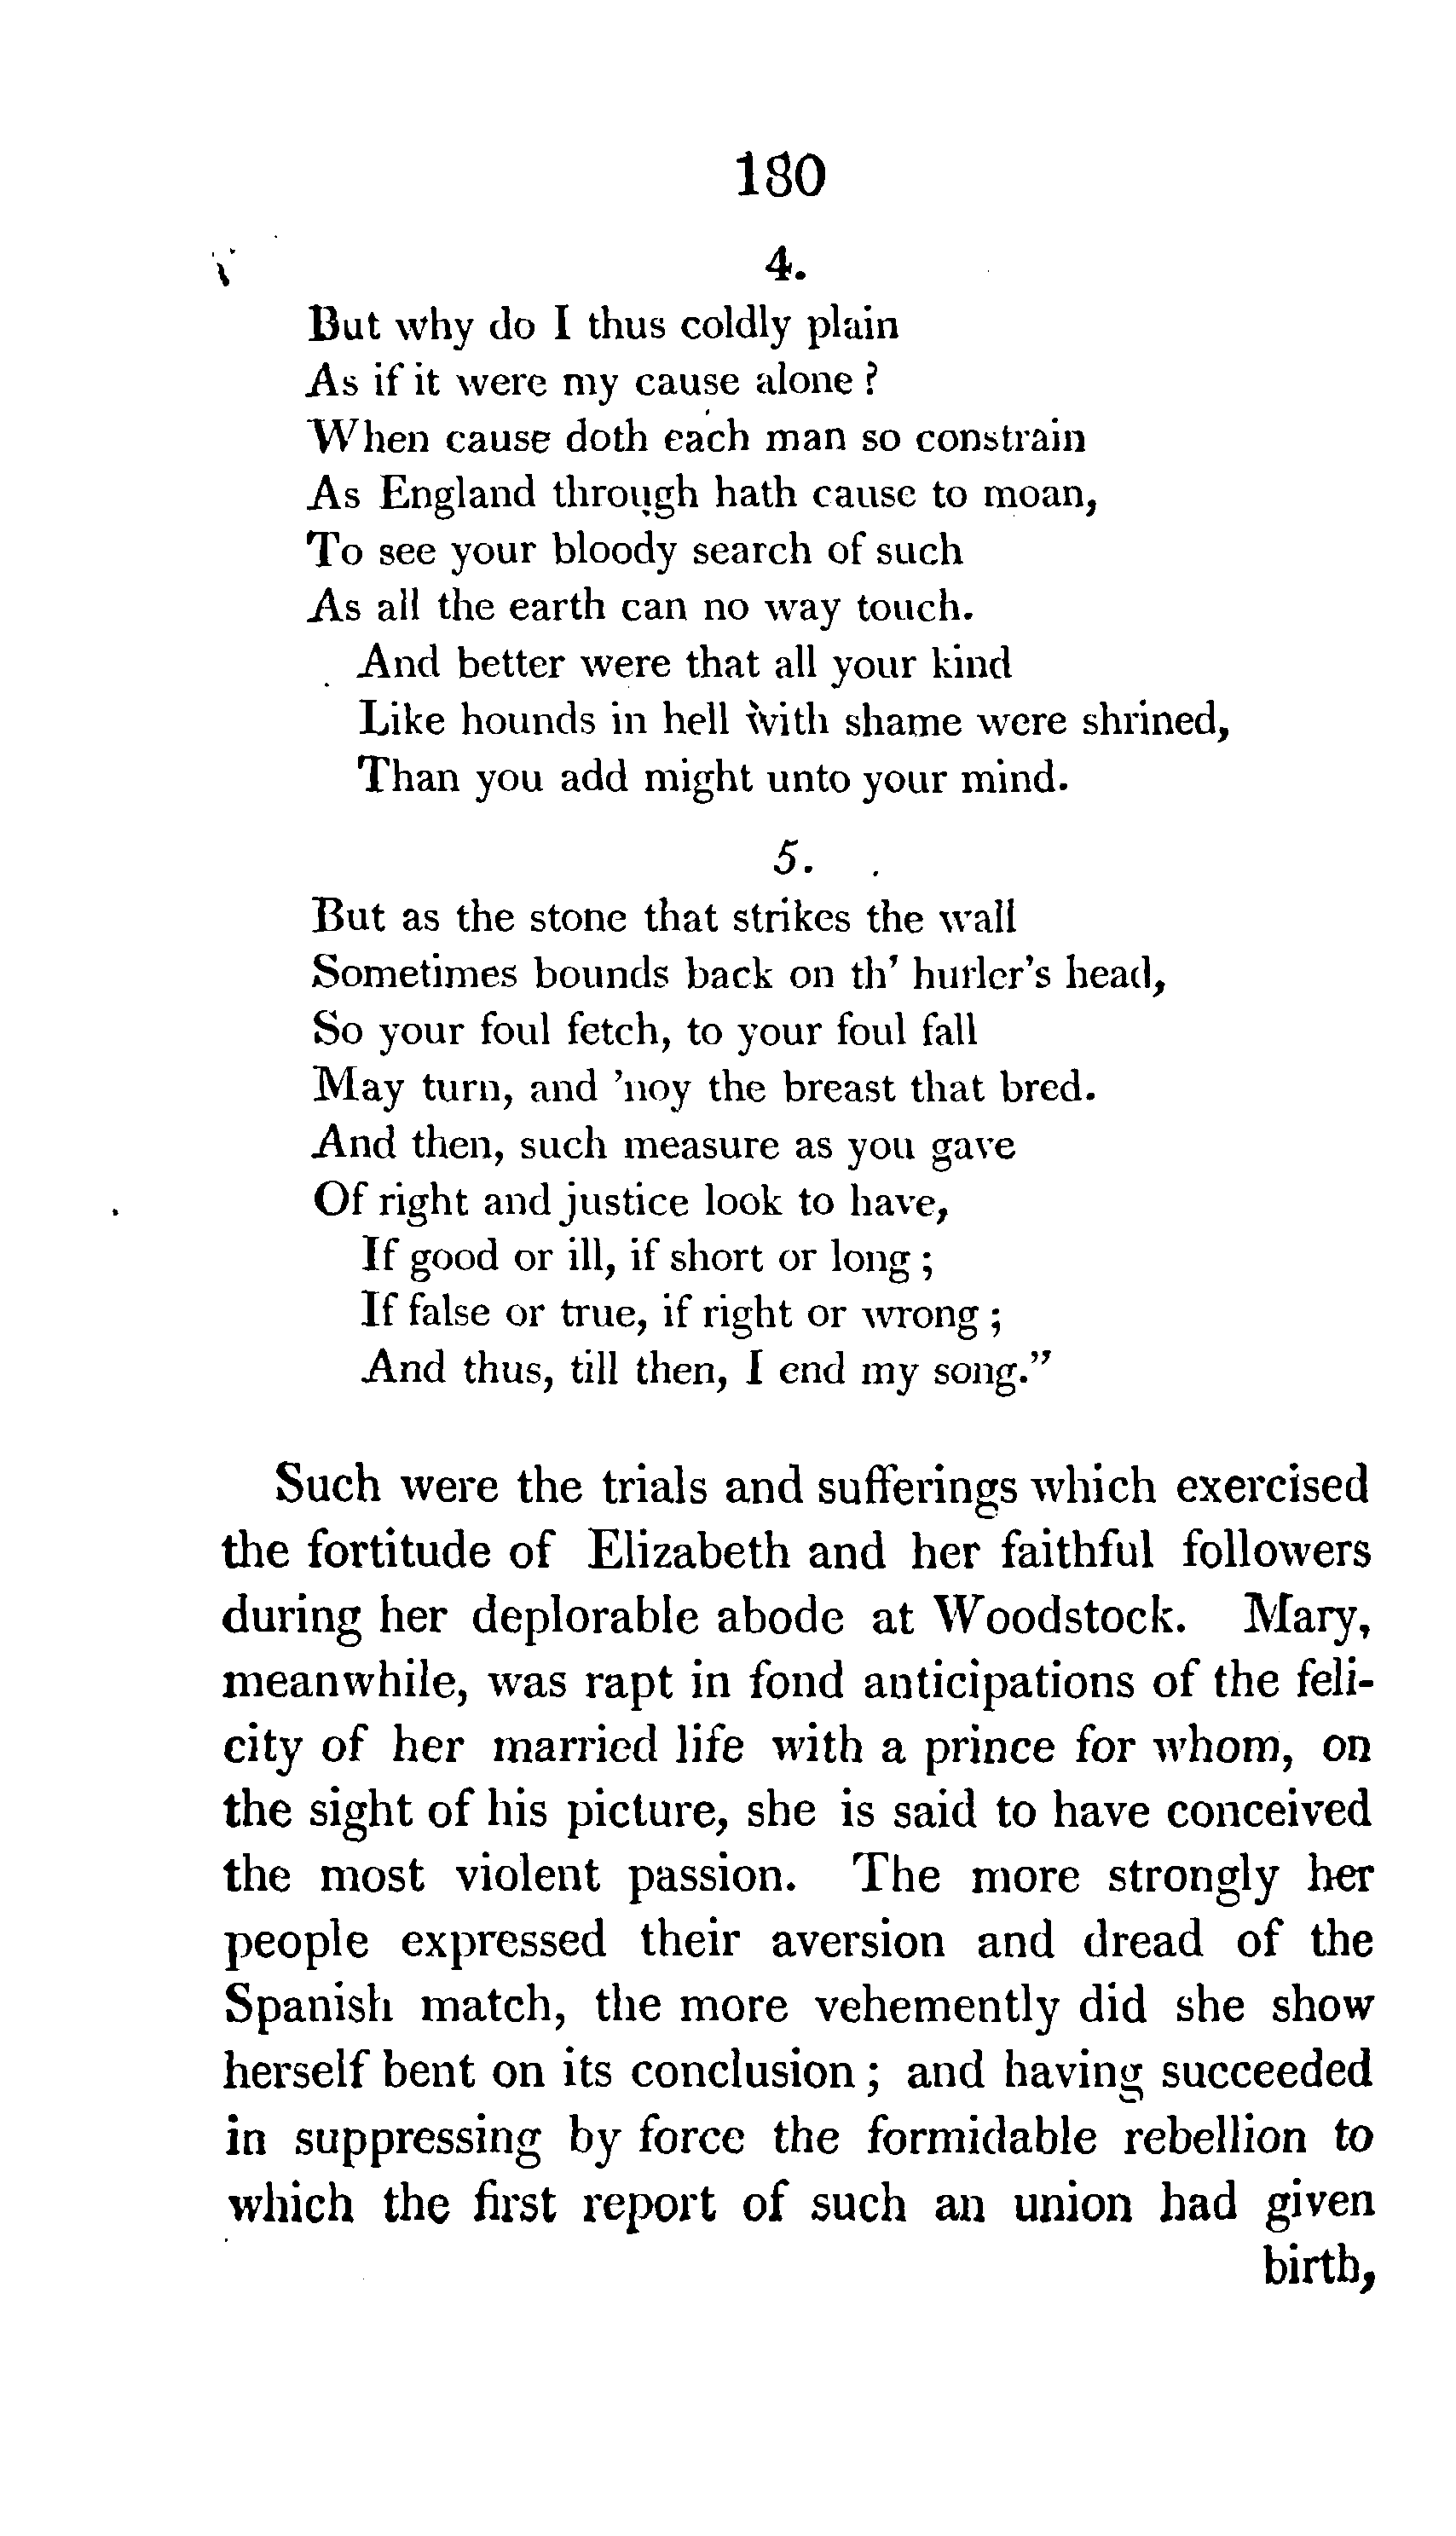 180
4.
But why do I thus coldly plain
As if it were my cause alone ?
When cause doth each man so constrain
As England through hath cause to moan,
To see your bloody search of such
As all the earth can no way touch.
And better were that all your kind
Like hounds in hell with shame were shrined,
Than you add might unto your mind.
5.
But as the stone that strikes the wall
Sometimes bounds back on th' hurler's head,
So your foul fetch, to your foul fall
May turn, and 'noy the breast that bred.
And then, such measure as you gave
Of right and justice look to have,
If good or ill, if short or long ;
If false or true, if right or wrong ;
And thus, till then, I end my song."
Such were the trials and sufferings which exercised
the fortitude of Elizabeth and her faithful followers
during her deplorable abode at Woodstock. Mary,
meanwhile, was rapt in fond anticipations of the feli-
city of her married life with a prince for whom, on
the sight of his picture, she is said to have conceived
the most violent passion. The more strongly her
people expressed their aversion and dread of the
Spanish match, the more vehemently did she show
herself bent on its conclusion ; and having succeeded
in suppressing by force the formidable rebellion to
which the first report of such an union had given
birth,